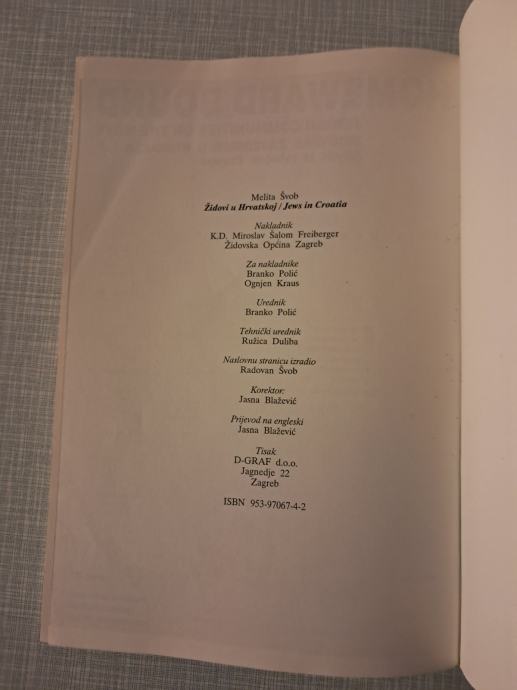 Melita Švob
Židovi u Hrvatskoj / Jews in Croatia
Nakladnik
K.D. Miroslav Šalom Freiberger
Židovska Općina Zagreb
Za nakladnike
Branko Polić
Ognjen Kraus
Urednik
Branko Polić
Tehnički urednik
Ružica Duliba
Naslovnu stranicu izradio
Radovan Švob
Korektor:
Jasna Blažević
Prijevod na engleski
Jasna Blažević
Tisak
D-GRAF d.o.o.
Jagnedje 22
Zagreb
ISBN 953-97067-4-2